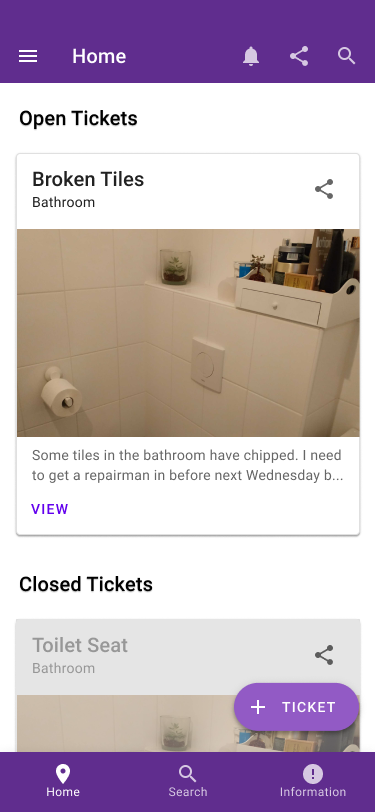 Home
Open Tickets
Broken Tiles
Bathroom
Some tiles in the bathroom have chipped. I need
to get a repairman in before next Wednesday b...
VIEW
Closed Tickets
Toilet Seat
Bathroom
TICKET
Home
Search
Information